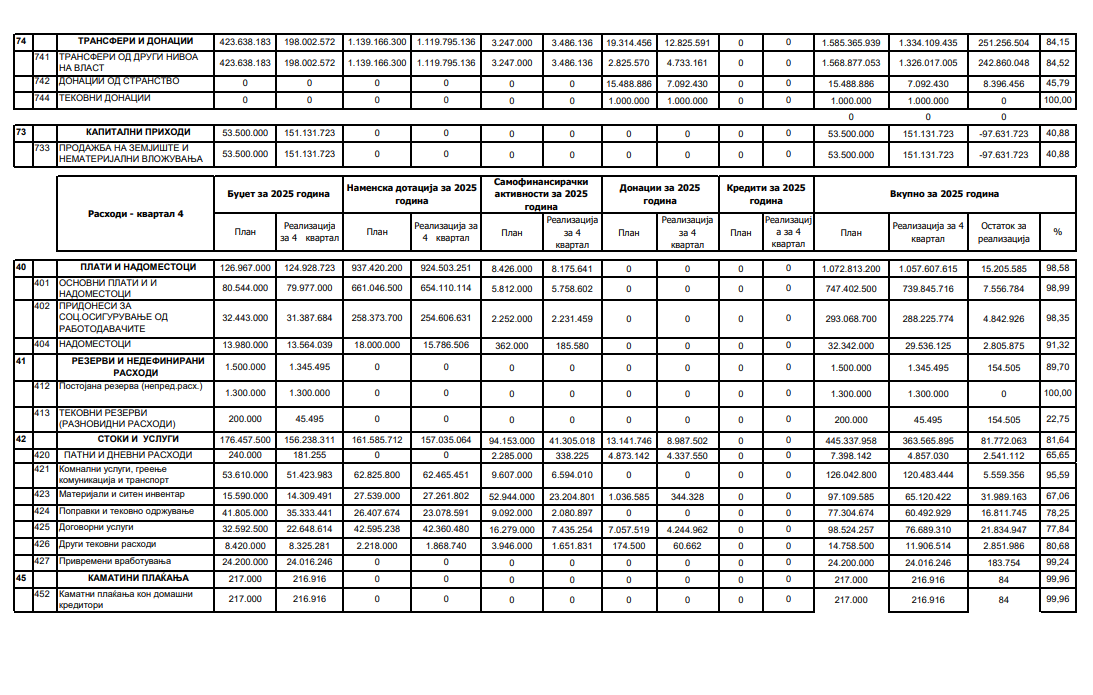 74 ТРАНСФЕРИ И ДОНАЦИИ 423.638.183 198.002.572 1.139.166.300 1.119.795.136 3.247.000 3.486.136 19.314.456 12.825.591 0 0 1.585.365.939 1.334.109.435 251.256.504 84,15
741 ТРАНСФЕРИ ОД ДРУГИ НИВОА
НА ВЛАСТ 423.638.183 198.002.572 1.139.166.300 1.119.795.136 3.247.000 3.486.136 2.825.570 4.733.161 0 0 1.568.877.053 1.326.017.005 242.860.048 84,52
742 ДОНАЦИИ ОД СТРАНСТВО 0 0 0 0 0 0 15.488.886 7.092.430 0 0 15.488.886 7.092.430 8.396.456 45,79
744 ТЕКОВНИ ДОНАЦИИ 0 0 0 0 0 0 1.000.000 1.000.000 0 0 1.000.000 1.000.000 0 100,00
0 0 0
73 КАПИТАЛНИ ПРИХОДИ 53.500.000 151.131.723 0 0 0 0 0 0 0 0 53.500.000 151.131.723 -97.631.723 40,88
733 ПРОДАЖБА НА ЗЕМЈИШТЕ И
НЕМАТЕРИЈАЛНИ ВЛОЖУВАЊА 53.500.000 151.131.723 0 0 0 0 0 0 0 0 53.500.000 151.131.723 -97.631.723 40,88
Расходи - квартал 4
Буџет за 2025 година
Наменска дотација за 2025
година
Самофинансирачки
активности за 2025
година
Донации за 2025
година
Кредити за 2025
година
Вкупно за 2025 година
План
Реализација
за 4 квартал
План
Реализација за
4 квартал
План
Реализација
за 4
квартал
План
Реализација
за 4
квартал
План
Реализациј
а за 4
квартал
План
Реализација за 4
квартал
Остаток за
реализација
%
40 ПЛАТИ И НАДОМЕСТОЦИ 126.967.000 124.928.723 937.420.200 924.503.251 8.426.000 8.175.641 0 0 0 0 1.072.813.200 1.057.607.615 15.205.585 98,58
401 ОСНОВНИ ПЛАТИ И И
НАДОМЕСТОЦИ 80.544.000 79.977.000 661.046.500 654.110.114 5.812.000 5.758.602 0 0 0 0 747.402.500 739.845.716 7.556.784 98,99
402 ПРИДОНЕСИ ЗА
СОЦ.ОСИГУРУВАЊЕ ОД
РАБОТОДАВАЧИТЕ 32.443.000 31.387.684 258.373.700 254.606.631 2.252.000 2.231.459 0 0 0 0 293.068.700 288.225.774 4.842.926 98,35
404 НАДОМЕСТОЦИ 13.980.000 13.564.039 18.000.000 15.786.506 362.000 185.580 0 0 0 0 32.342.000 29.536.125 2.805.875 91,32
41 РЕЗЕРВИ И НЕДЕФИНИРАНИ
РАСХОДИ 1.500.000 1.345.495 0 0 0 0 0 0 0 0 1.500.000 1.345.495 154.505 89,70
412 Постојана резерва (непред.расх.)
1.300.000 1.300.000 0 0 0 0 0 0 0 0 1.300.000 1.300.000 0 100,00
413 ТЕКОВНИ РЕЗЕРВИ
(РАЗНОВИДНИ РАСХОДИ) 200.000 45.495 0 0 0 0 0 0 0 0 200.000 45.495 154.505 22,75
42 СТОКИ И УСЛУГИ 176.457.500 156.238.311 161.585.712 157.035.064 94.153.000 41.305.018 13.141.746 8.987.502 0 0 445.337.958 363.565.895 81.772.063 81,64
420 ПАТНИ И ДНЕВНИ РАСХОДИ 240.000 181.255 0 0 2.285.000 338.225 4.873.142 4.337.550 0 0 7.398.142 4.857.030 2.541.112 65,65
421 Комнални услуги, греење
комуникација и транспорт 53.610.000 51.423.983 62.825.800 62.465.451 9.607.000 6.594.010 0 0 0 0 126.042.800 120.483.444 5.559.356 95,59
423 Материјали и ситен инвентар 15.590.000 14.309.491 27.539.000 27.261.802 52.944.000 23.204.801 1.036.585 344.328 0 0 97.109.585 65.120.422 31.989.163 67,06
424 Поправки и тековно одржување 41.805.000 35.333.441 26.407.674 23.078.591 9.092.000 2.080.897 0 0 0 0 77.304.674 60.492.929 16.811.745 78,25
425 Договорни услуги 32.592.500 22.648.614 42.595.238 42.360.480 16.279.000 7.435.254 7.057.519 4.244.962 0 0 98.524.257 76.689.310 21.834.947 77,84
426 Други тековни расходи 8.420.000 8.325.281 2.218.000 1.868.740 3.946.000 1.651.831 174.500 60.662 0 0 14.758.500 11.906.514 2.851.986 80,68
427 Привремени вработувања 24.200.000 24.016.246 0 0 0 0 0 0 0 0 24.200.000 24.016.246 183.754 99,24
45 КАМАТИНИ ПЛАЌАЊА 217.000 216.916 0 0 0 0 0 0 0 0 217.000 216.916 84 99,96
452 Каматни плаќања кон домашни
кредитори 217.000 216.916 0 0 0 0 0 0 0 0 217.000 216.916 84 99,96